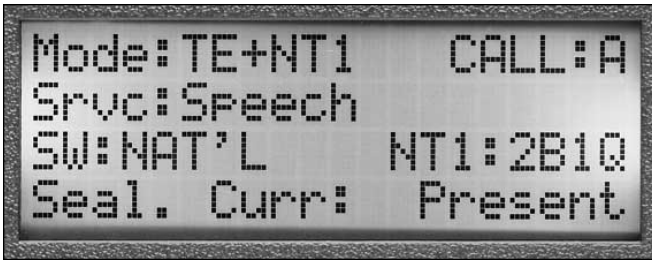 Mode:TE+NT1 CALL:A
Srvc:Speech
SW:NAT'L NT1:2B1Q
Seal. Curr: Present